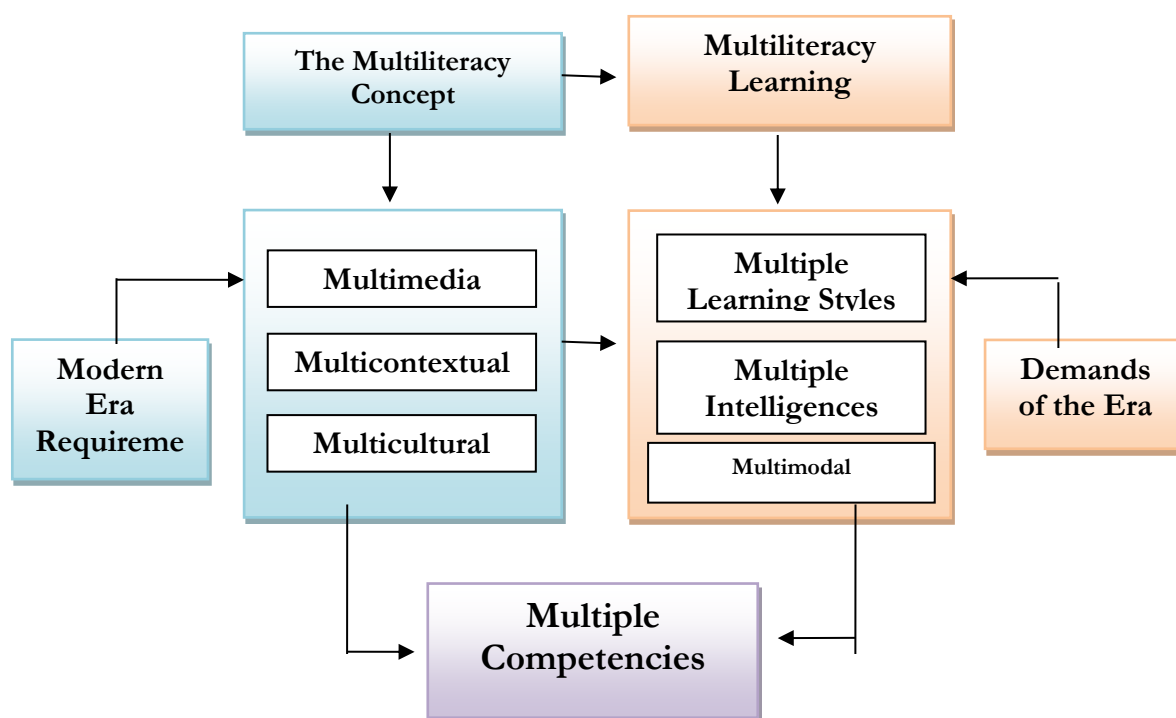 The Multiliteracy
Concept
Multiliteracy
Learning
Multimedia
Multicontextual
Multicultural
Multiple
Learning Styles
Multiple
Intelligences
Multimodal
Modern
Era
Requireme
Demands
of the Era
Multiple
Competencies